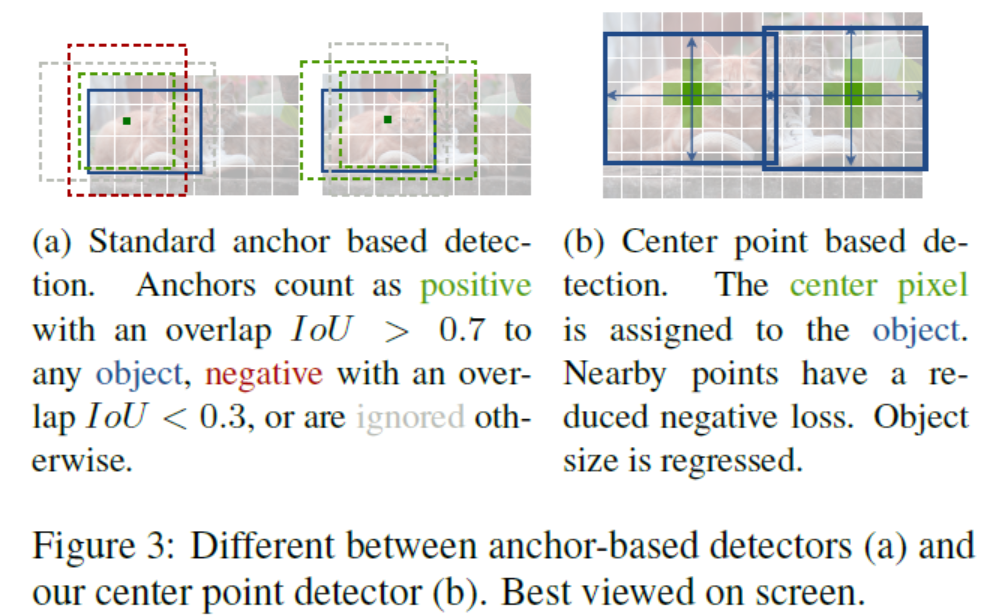 (a) Standard anchor based detec-
tion. Anchors count as positive
with an overlap IoU > 0.7 to
any object, negative with an over-
lap IoU < 0.3, or are ignored oth-
erwise.
(b) Center point based de-
tection. The center pixel
is assigned to the object.
Nearby points have a re-
duced negative loss. Object
size is regressed.
Figure 3: Different between anchor-based detectors (a) and
our center point detector (b). Best viewed on screen.